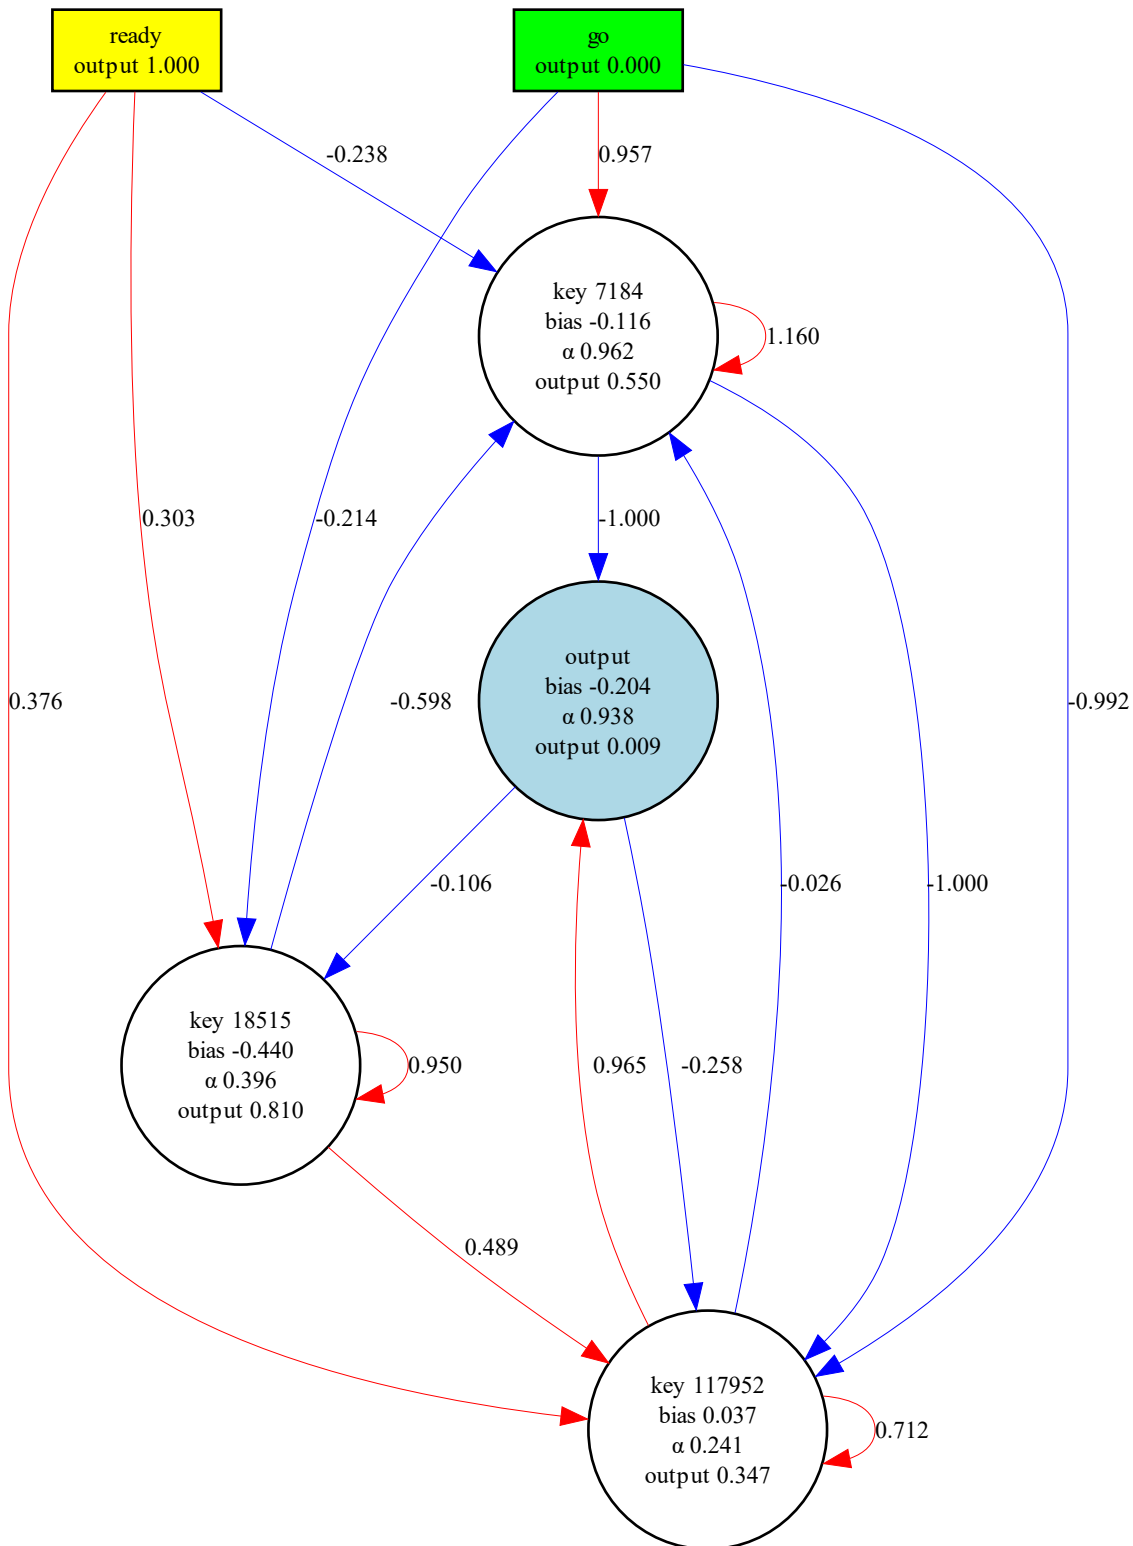 ready
output 1.000
go
output 0.000
-0.238
0.957
key 7184
bias -0.116
α 0.962
output 0.550
1.160
0.303
-0.214
-1.000
output
bias -0.204
α 0.938
output 0.009
0.376
-0.598
-0.992
-0.106
-0.026
-1.000
key 18515
bias -0.440
α 0.396
output 0.810
0.950
0.965
-0.258
0.489
key 117952
bias 0.037
α 0.241
output 0.347
0.712